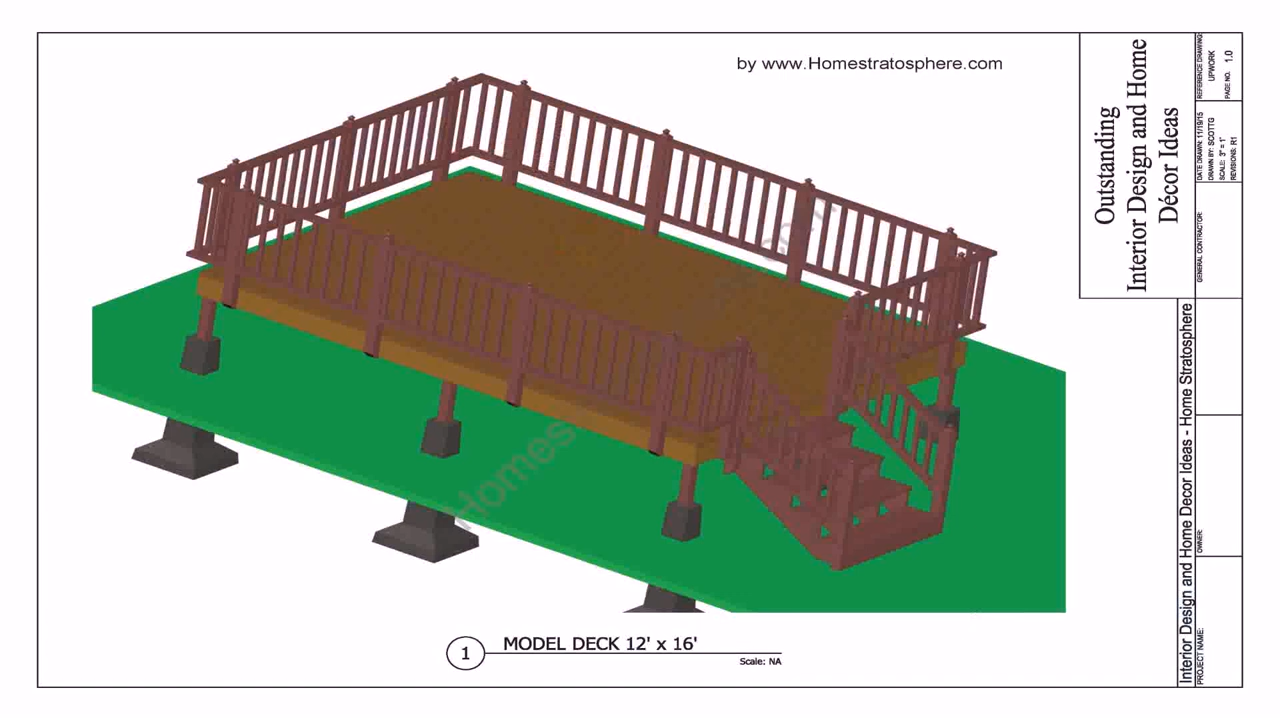 by www.Homestratosphere.com
Outstanding
Interior Design and Home
Décor Ideas
REFERENCE DRAWING:
UPWORK
PAGE NO. 1.0
DATE DRAWN: 11/19/15
DRAWN BY: SCOTTG
SCALE: 3" = 1'
REVISIONS: R1
GENERAL CONTRACTOR:
Interior Design and Home Decor Ideas - Home Stratosphere
OWNER:
PROJECT NAME:
1
MODEL DECK 12' x 16'
Scale: NA